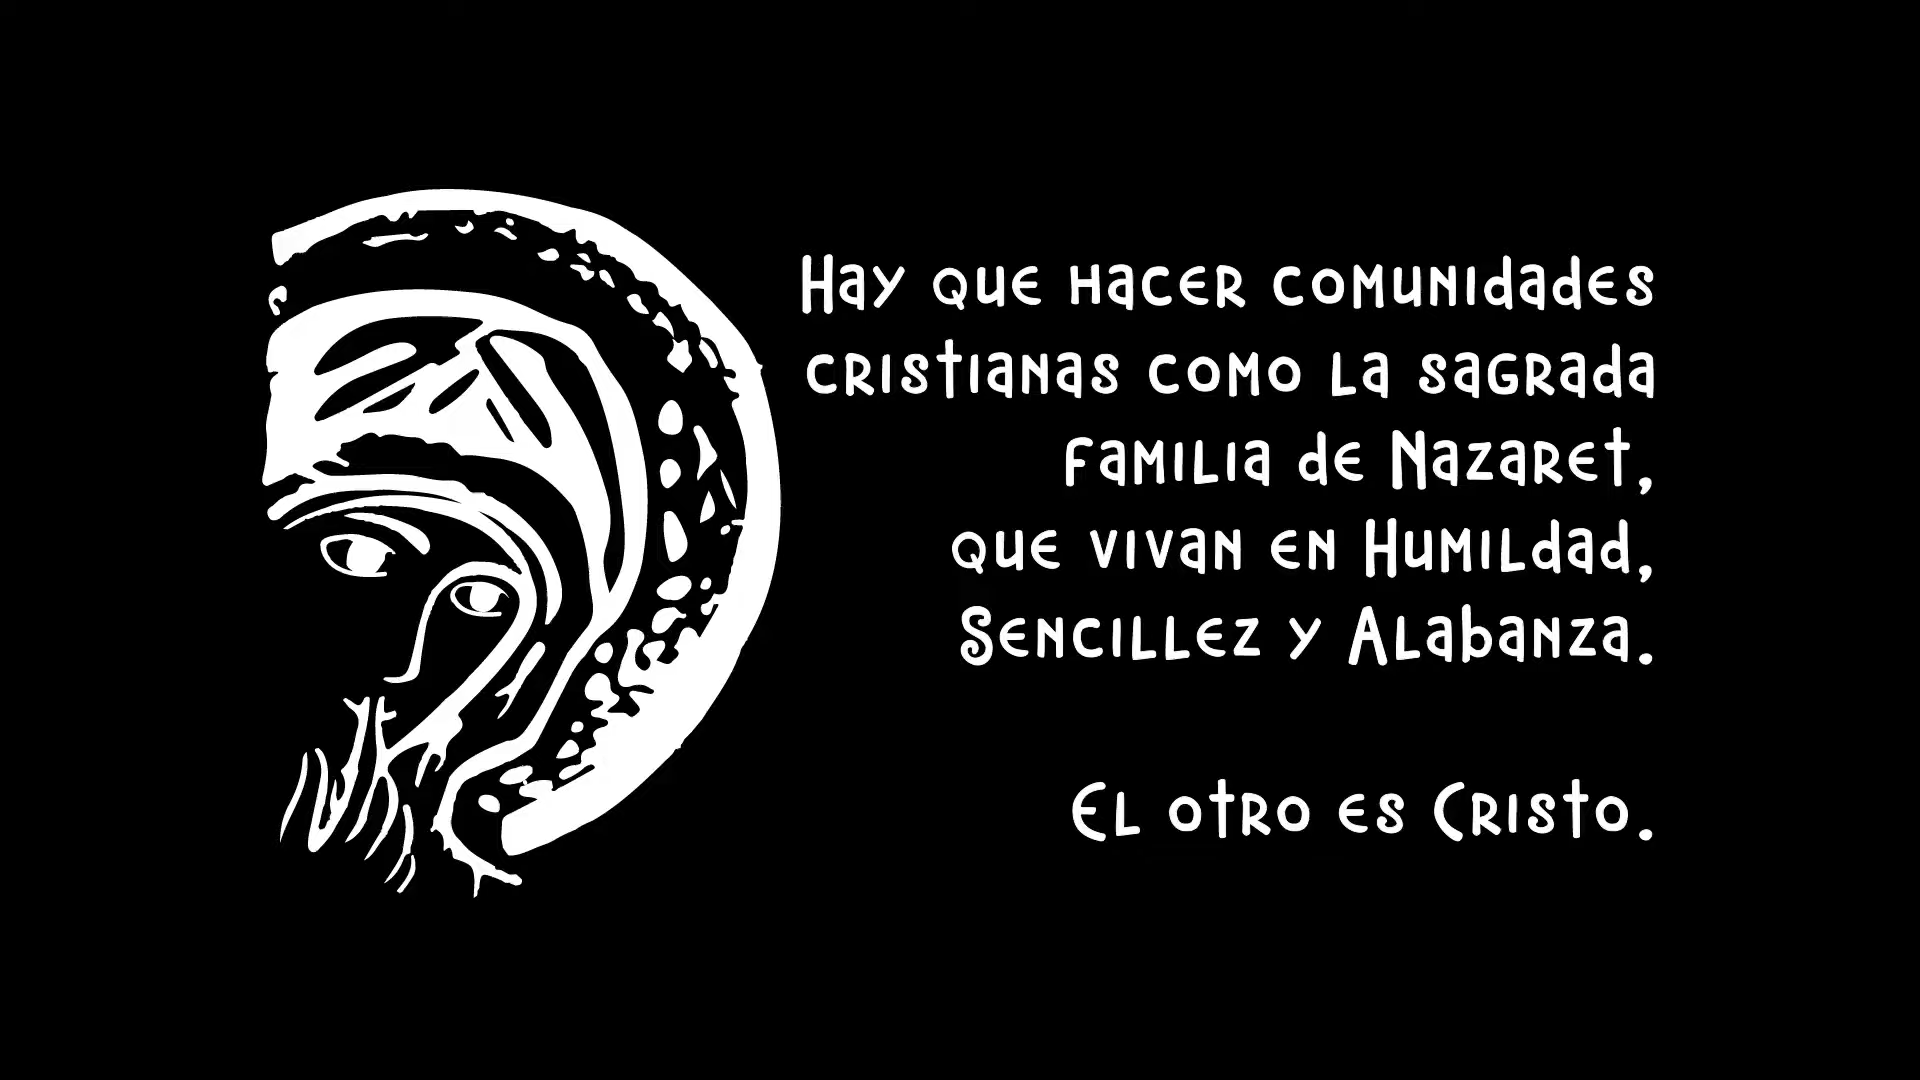 Hay que hacer comunidades
cristianas como la sagrada
familia de Nazaret,
que vivan en Humildad,
Sencillez y Alabanza.
El otro es Cristo.